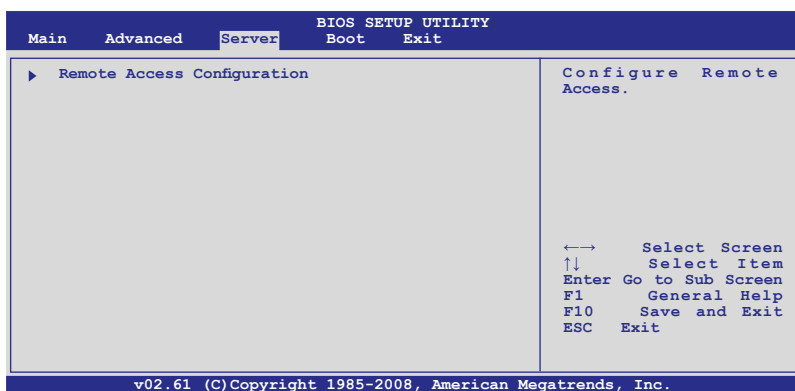 BIOS SETUP UTILITY
Main Advanced Server Boot Exit
Remote Access Configuration
Configure Remote
Access.
←→ Select Screen
↑↓ Select Item
Enter Go to Sub Screen
F1 General Help
F10 Save and Exit
ESC Exit
v02.61 (C)Copyright 1985-2008, American Megatrends, Inc.